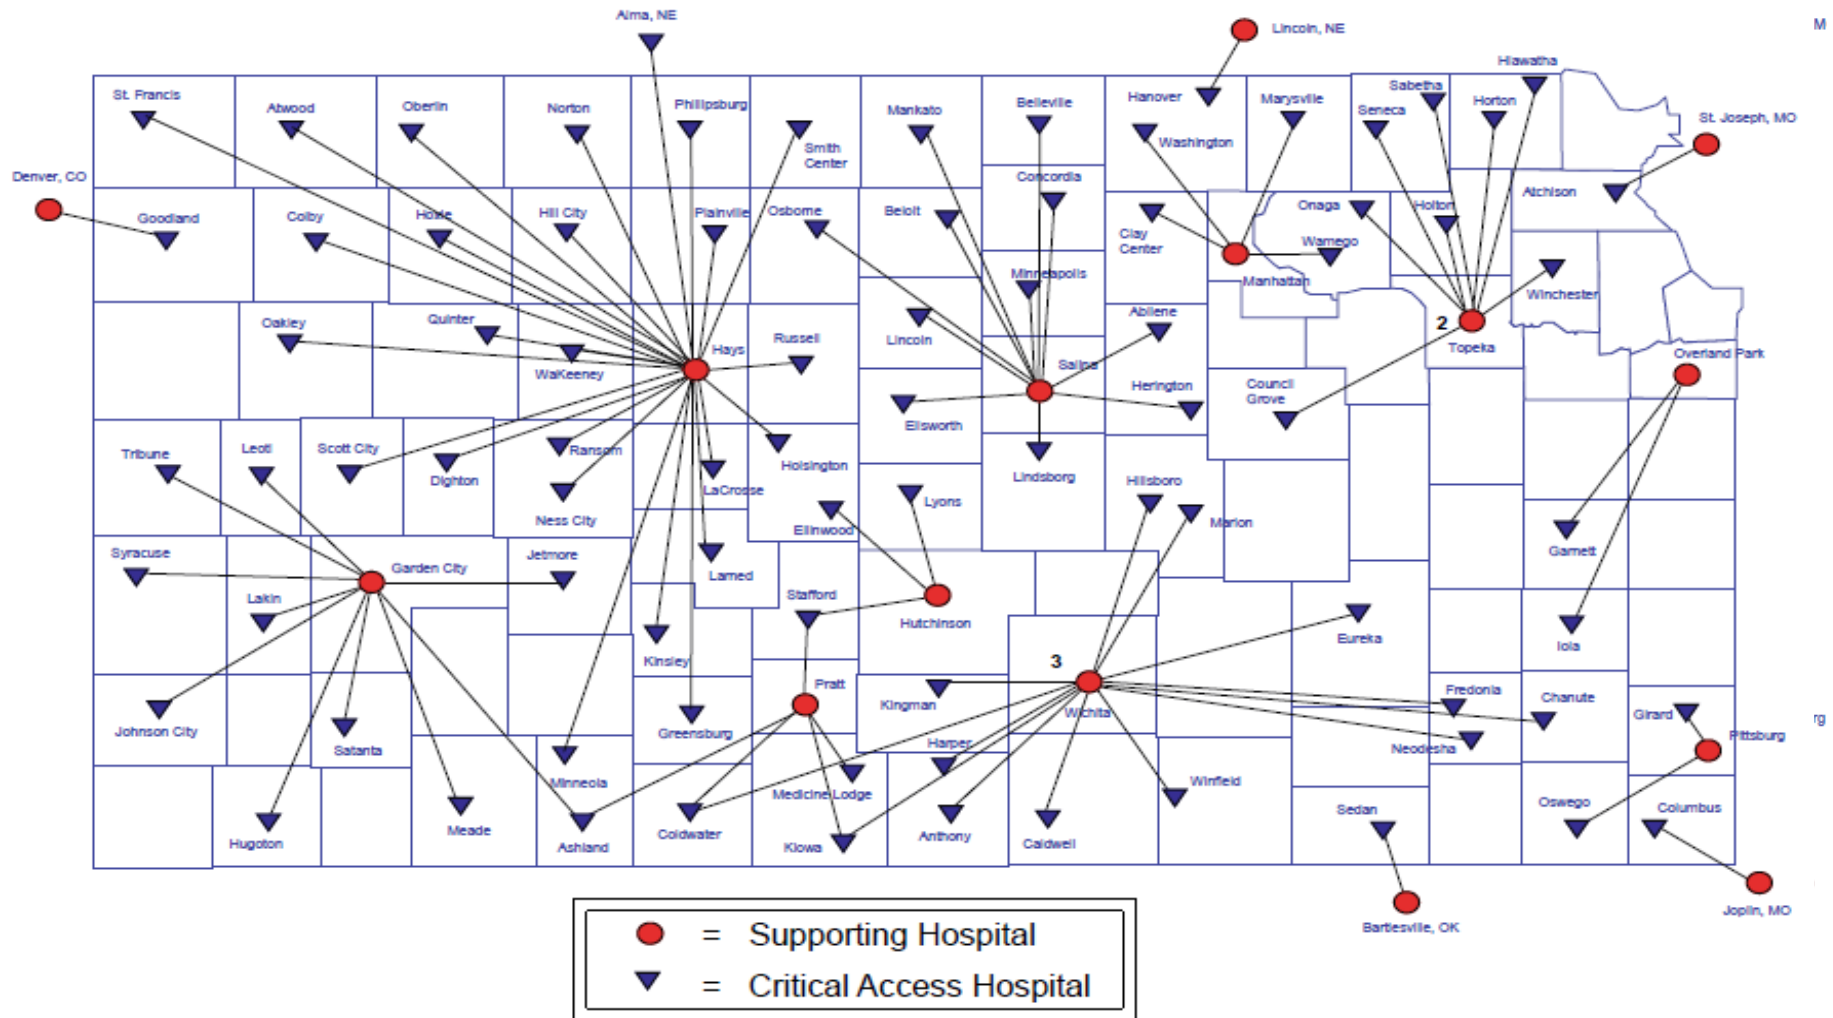 Alma, NE
Lincoln, NE
M
Hiawatha
St. Francis
Atwood
Oberlin
Norton
Phillipsburg
Smith
Center
Mankato
Belleville
Hanover
Marysville
Sabetha
Seneca
Horton
Washington
St. Joseph, MO
Denver, CO
Goodland
Colby
Hoxie
Hill City
Plainville
Osborne
Beloit
Concordia
Clay
Center
Onaga
Holton
Atchison
Wamego
Manhattan
Minneapolis
Winchester
Oakley
Quinter
WaKeeney
Hays
Russell
Lincoln
Abilene
Salina
2
Topeka
Overland Park
Herington
Council
Grove
Ellsworth
Tribune
Leoti
Scott City
Dighton
Ransom
Ness City
LaCrosse
Hoisington
Ellinwood
Lyons
Lindsborg
Hillsboro
Marion
Syracuse
Garden City
Jetmore
Larned
Stafford
Hutchinson
Garnett
Lakin
Kinsley
Eureka
Iola
3
Pratt
Kingman
Wichita
Fredonia
Chanute
Girard
rg
Johnson City
Satanta
Greensburg
Harper
Neodesha
Pittsburg
Minneola
Medicine Lodge
Winfield
Hugoton
Meade
Ashland
Coldwater
Kiowa
Anthony
Caldwell
Sedan
Oswego
Columbus
Bartlesville, OK
Joplin, MO
= Supporting Hospital
= Critical Access Hospital